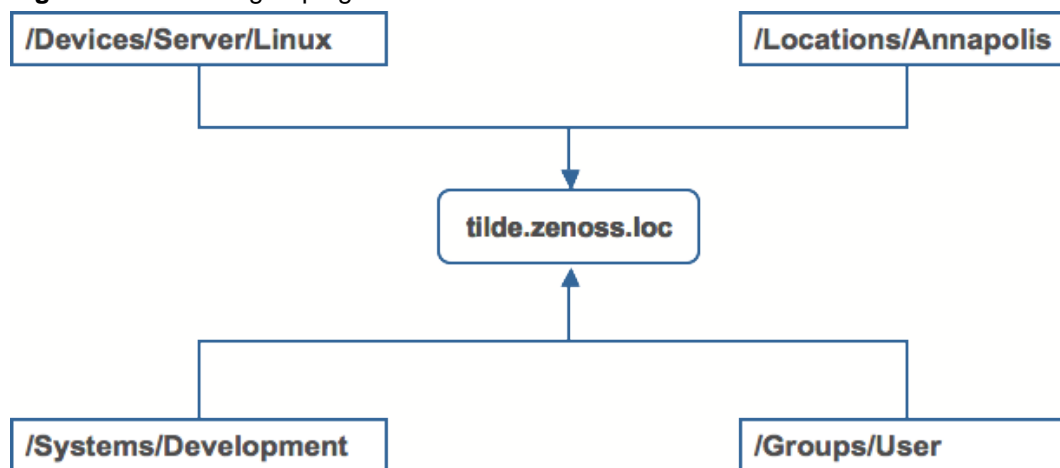 /Devices/Server/Linux
/Locations/Annapolis
tilde.zenoss.loc
/Systems/Development
/Groups/User